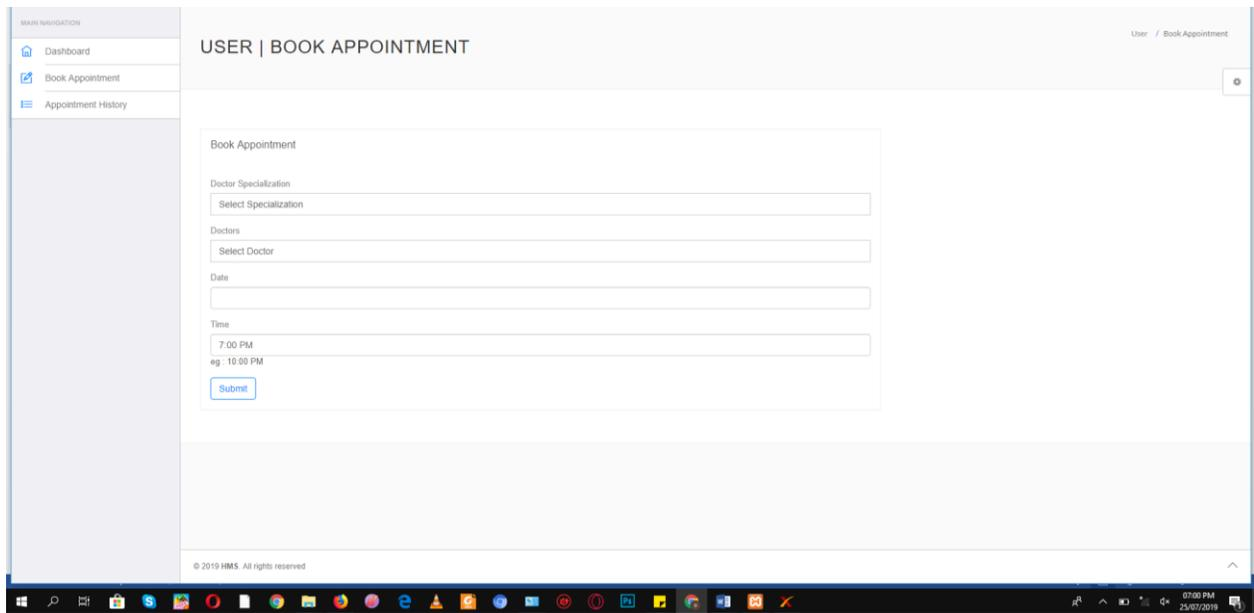 MAIN NAVIGATION
Dashboard
Book Appointment
Appointment History
USER | BOOK APPOINTMENT
User / Book Appointment
Book Appointment
Doctor Specialization
Select Specialization
Doctors
Select Doctor
Date
Time
7:00 PM
eg : 10:00 PM
Submit
© 2019 HMS. All rights reserved
Ps
07:00 PM
25/07/2019